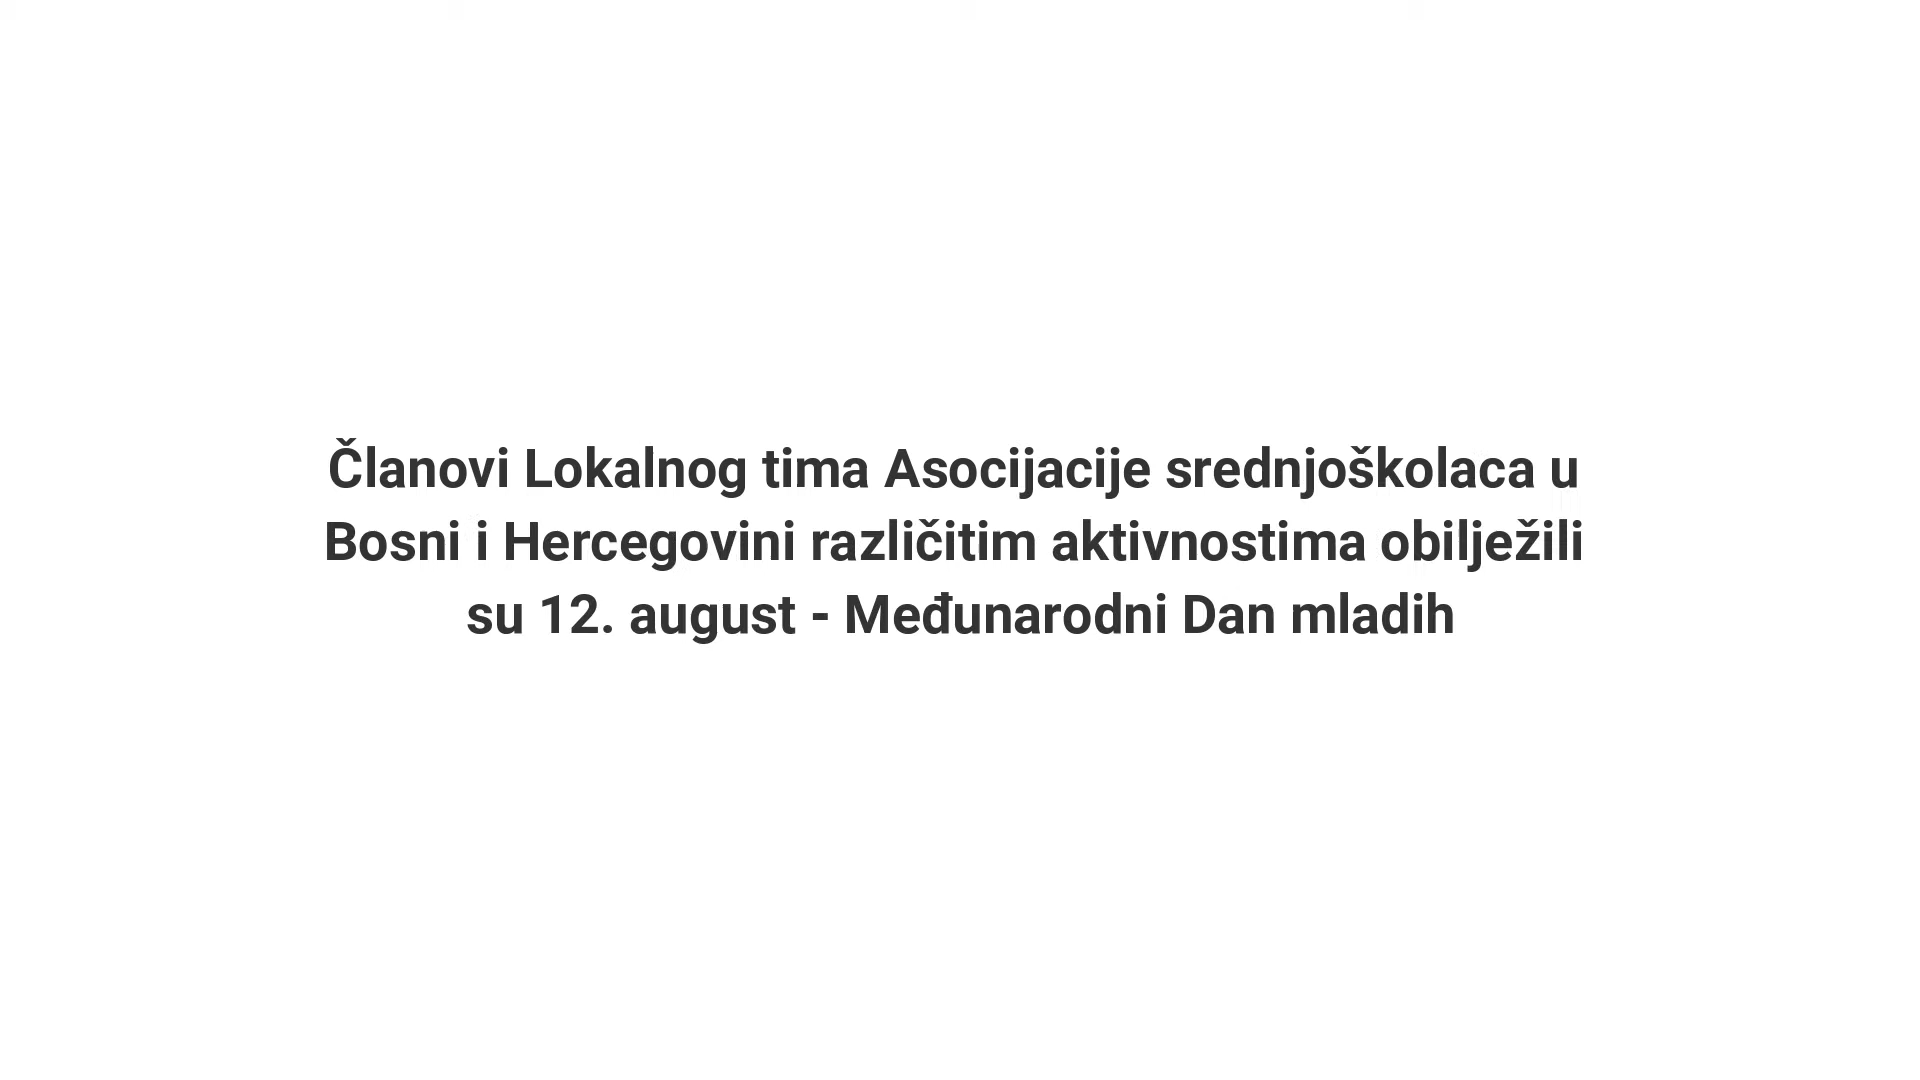 Članovi Lokalnog tima Asocijacije srednjoškolaca u
Bosni i Hercegovini različitim aktivnostima obilježili
su 12. august - Međunarodni Dan mladih